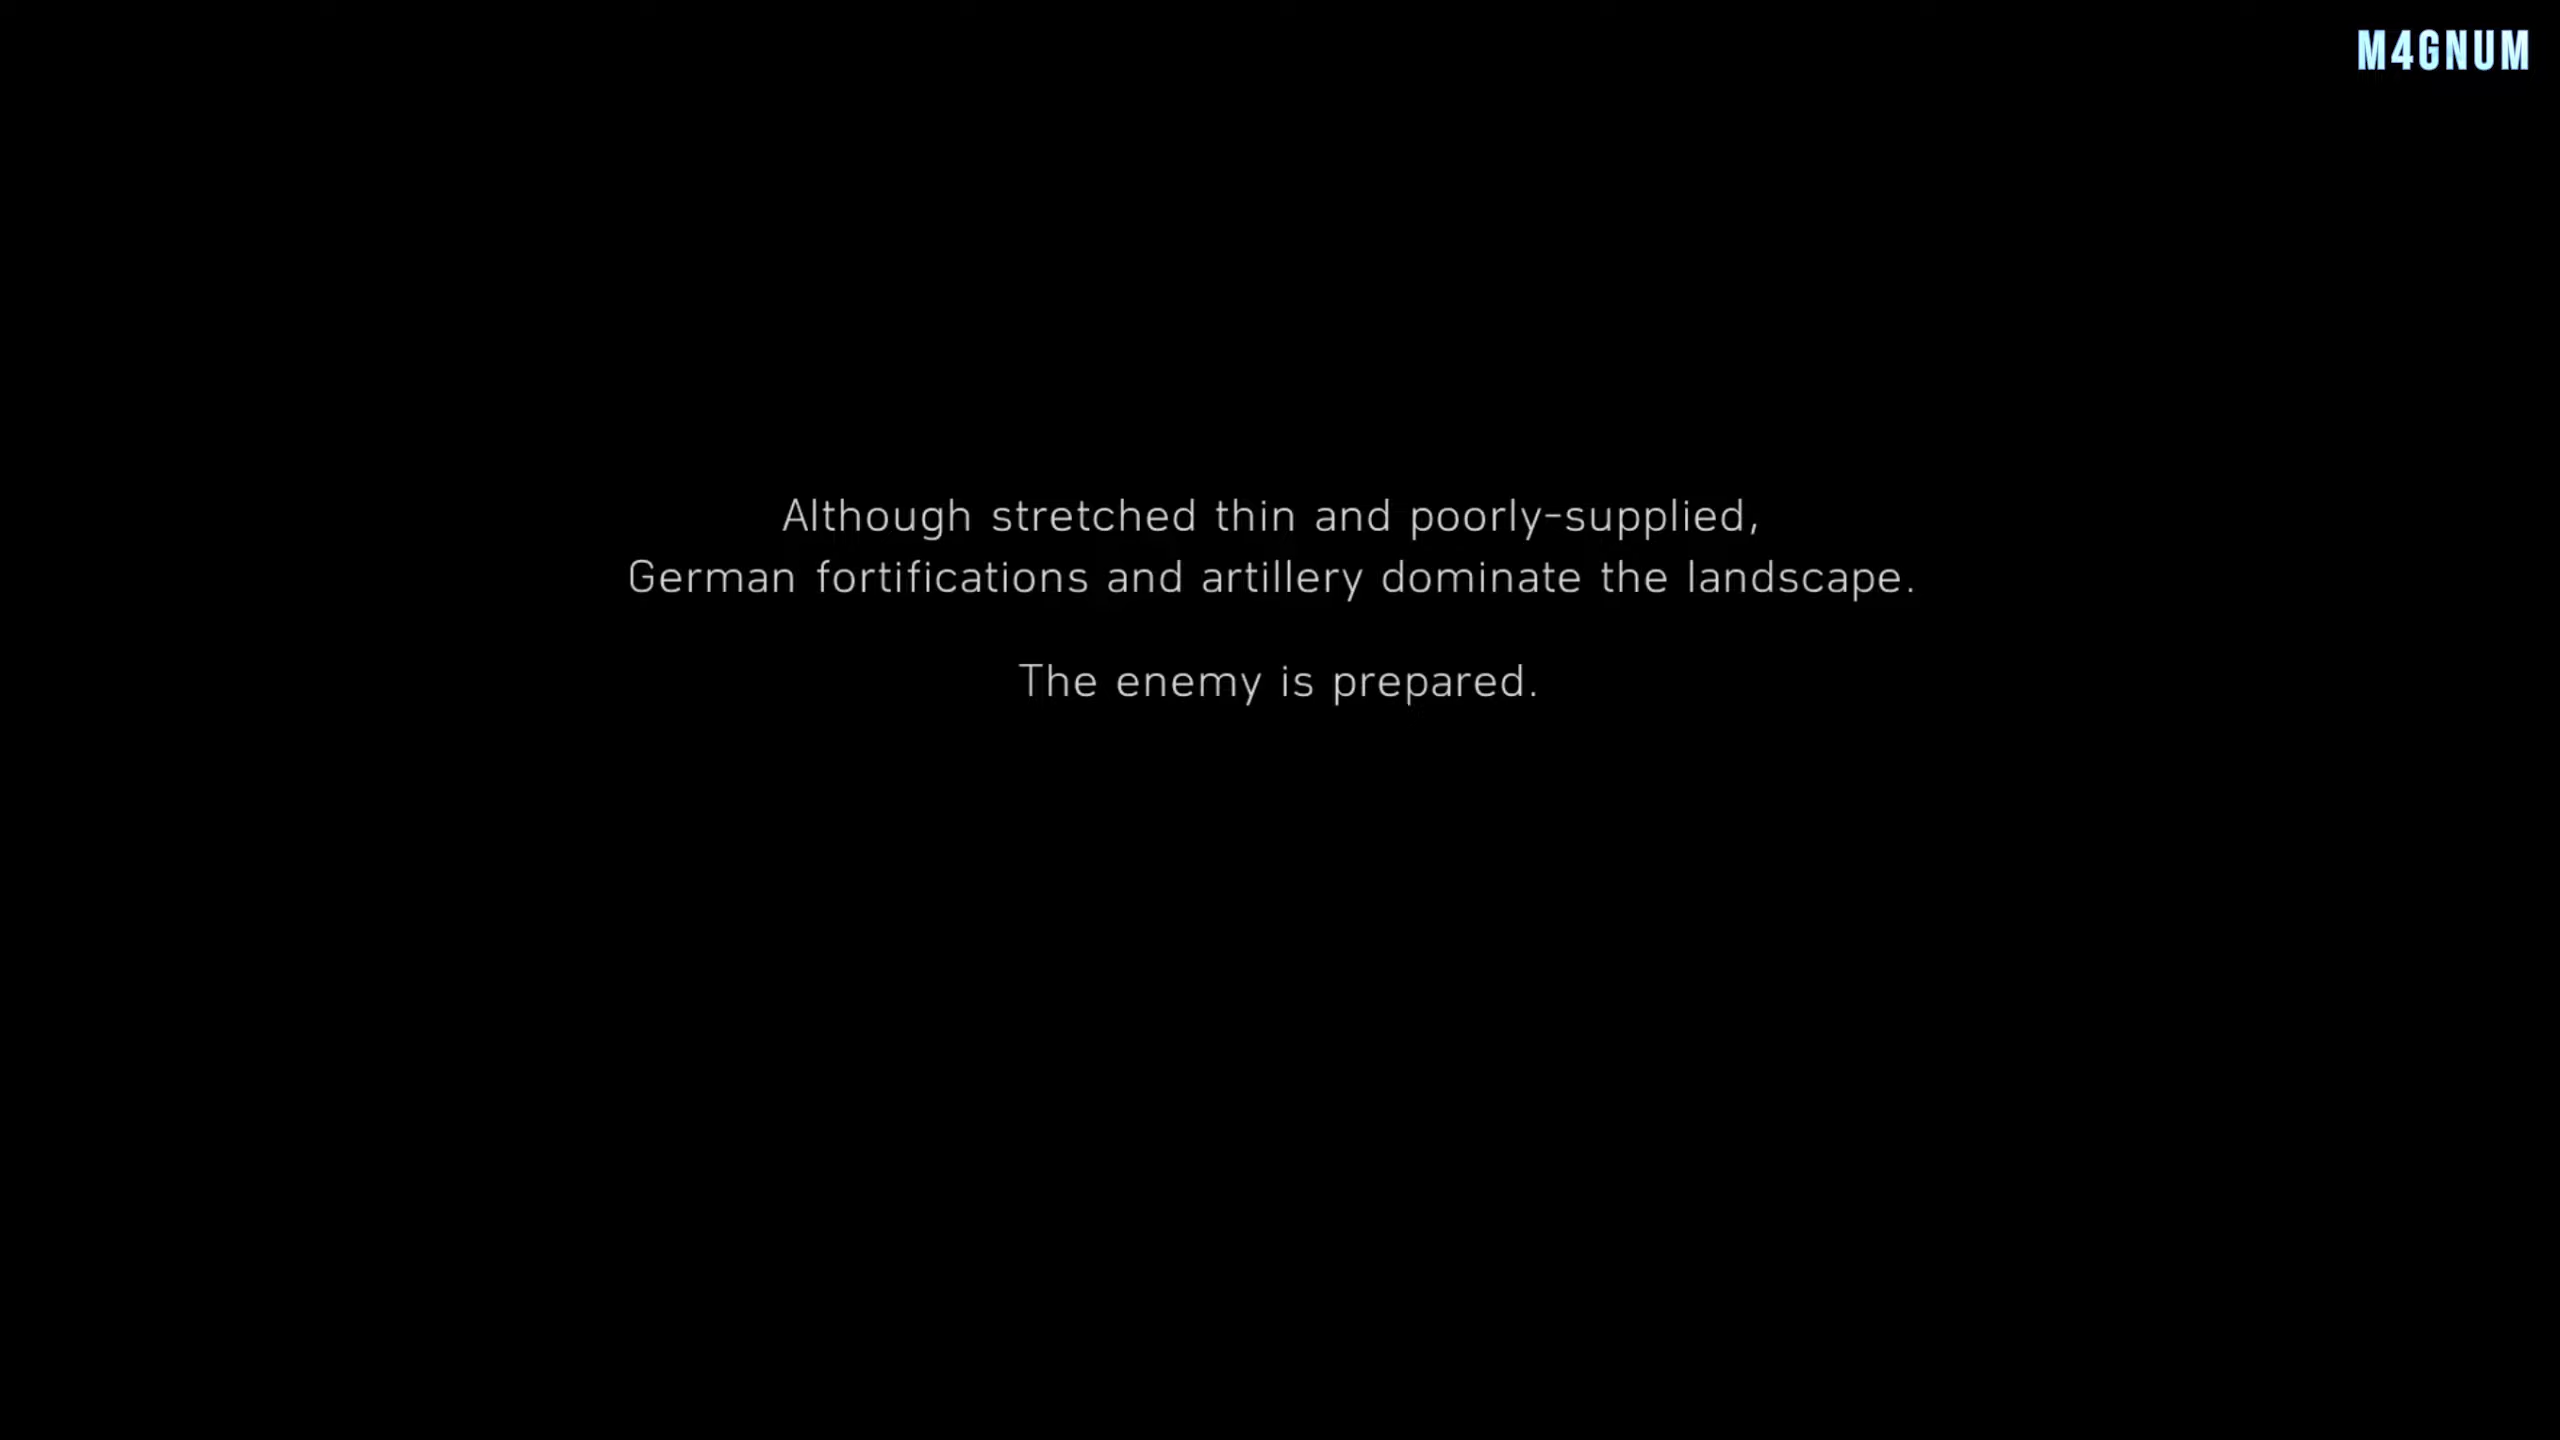 M4GNUM
Although stretched thin and poorly-supplied,
German fortifications and artillery dominate the landscape.
The enemy is prepared.